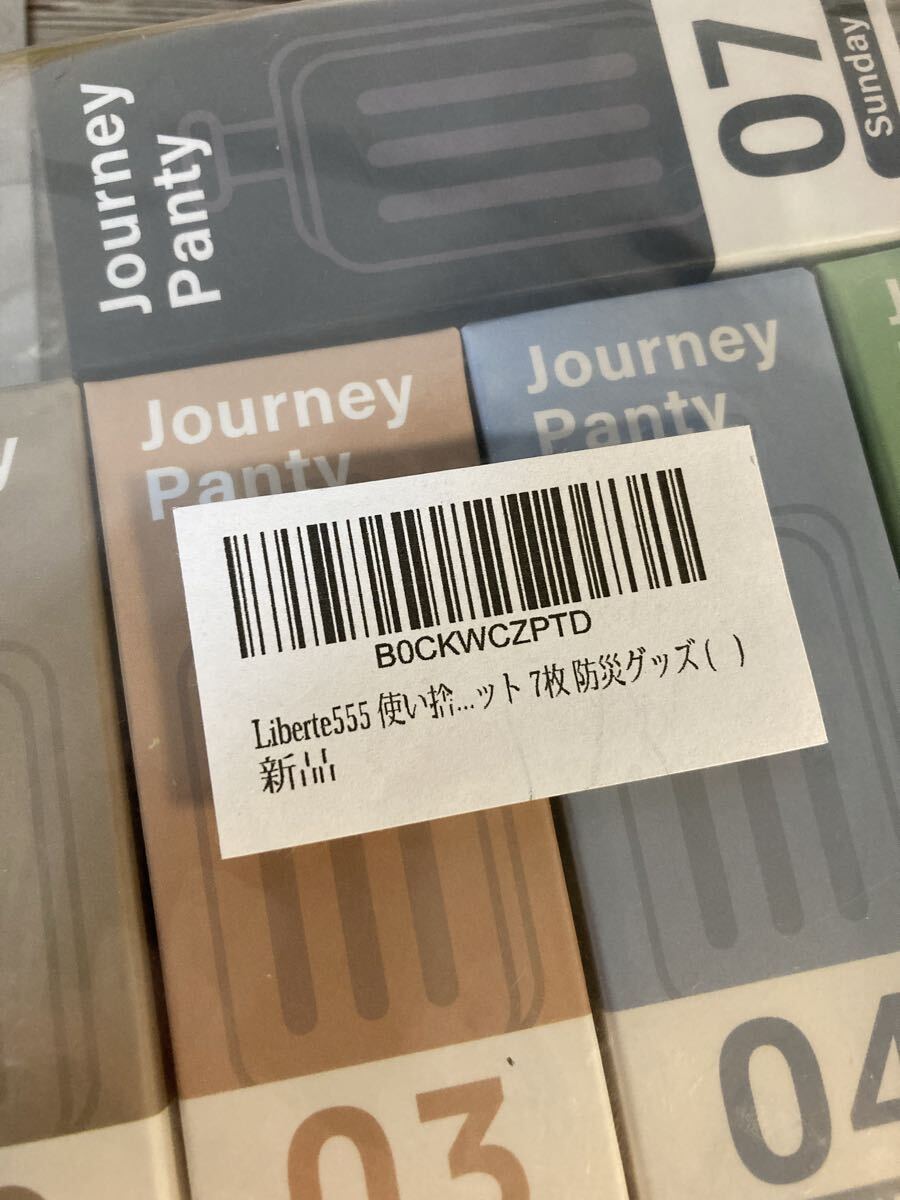 Journey
Panty
07
Sunday
Journey
Panty
Journey
Panty
B0CKWCZPTD
Liberte555 使い捨...ット 7枚 防災グッズ ( )
新品
03
04